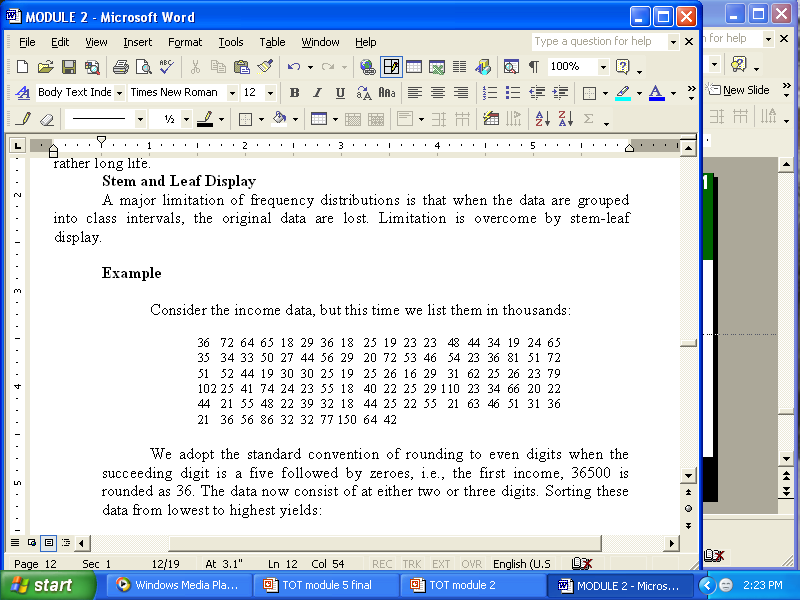 MODULE 2 - Microsoft Word
File Edit View Insert Format Tools Table Window Help
Type a question for help
for help
100%
Body Text Inde Times New Roman 12 B I U
New Slide
½
1 2 3 4 5
rather long life.
Stem and Leaf Display
A major limitation of frequency distributions is that when the data are grouped
into class intervals, the original data are lost. Limitation is overcome by stem-leaf
display.
Example
Consider the income data, but this time we list them in thousands:
36 72 64 65 18 29 36 18 25 19 23 23 48 44 34 19 24 65
35 34 33 50 27 44 56 29 20 72 53 46 54 23 36 81 51 72
51 52 44 19 30 30 25 19 25 26 16 29 31 62 25 26 23 79
102 25 41 74 24 23 55 18 40 22 25 29 110 23 34 66 20 22
44 21 55 48 22 39 32 18 44 25 22 55 21 63 46 51 31 36
21 36 56 86 32 32 77 150 64 42
We adopt the standard convention of rounding to even digits when the
succeeding digit is a five followed by zeroes, i.e., the first income, 36500 is
rounded as 36. The data now consist of at either two or three digits. Sorting these
data from lowest to highest yields:
Page 12 Sec 1 12/19 At 3.1" Ln 12 Col 54 REC TRK EXT OVR English (U.S
start Windows Media Pla... TOT module 5 final TOT module 2 MODULE 2 - Micros... 2:23 PM